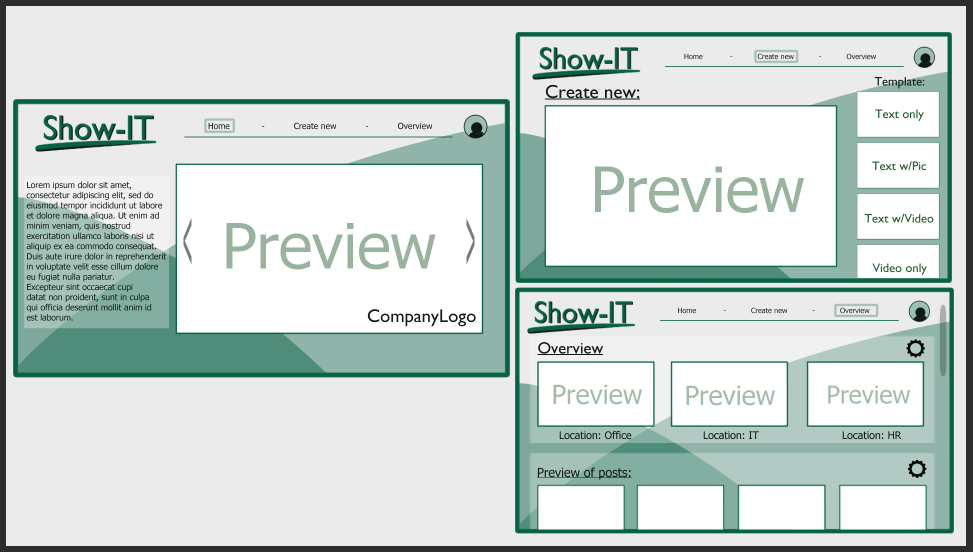 Show-IT
Home - Create new - Overview
Lorem ipsum dolor sit amet,
consectetur adipiscing elit, sed do
eiusmod tempor incididunt ut labore
et dolore magna aliqua. Ut enim ad
minim veniam, quis nostrud
exercitation ullamco laboris nisi ut
aliquip ex ea commodo consequat.
Duis aute irure dolor in reprehenderit
in voluptate velit esse cillum dolore
eu fugiat nulla pariatur.
Excepteur sint occaecat cupi
datat non proident, sunt in culpa
qui officia deserunt mollit anim id
est laborum.
Preview
CompanyLogo
Show-IT
Home - Create new - Overview
Create new:
Template:
Preview
Text only
Text w/Pic
Text w/Video
Video only
Show-IT
Home - Create new - Overview
Overview
Preview Preview Preview
Location: Office Location: IT Location: HR
Preview of posts: